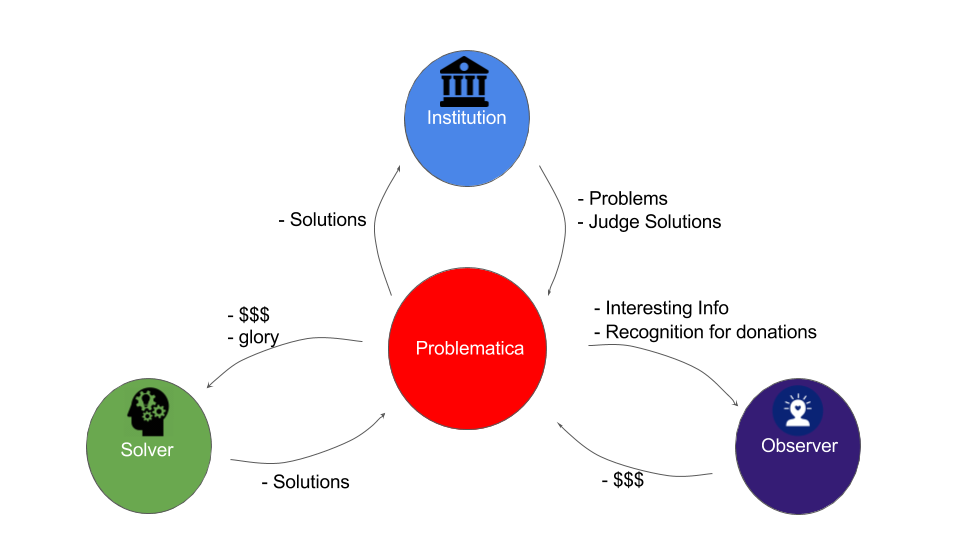 Institution
- Solutions
- Problems
- Judge Solutions
- $$$
- glory
Problematica
- Interesting Info
- Recognition for donations
Solver
- Solutions
Observer
- $$$